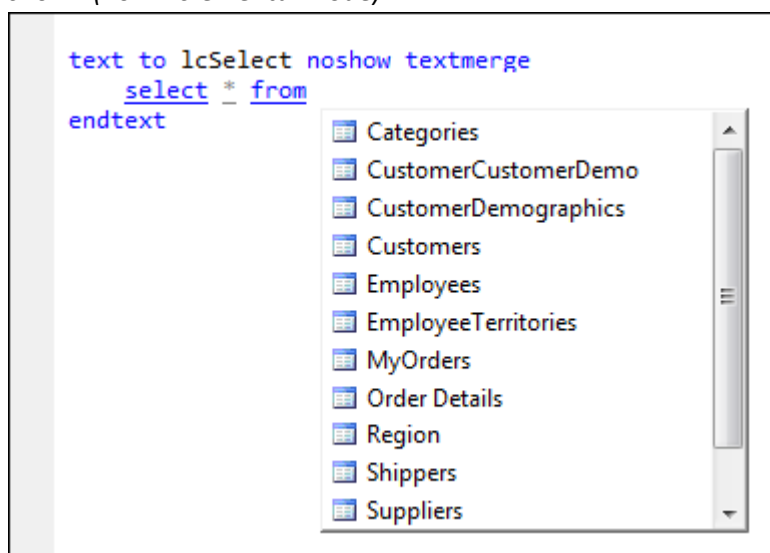 text to lcSelect noshow textmerge
select * from
endtext
Categories
CustomerCustomerDemo
CustomerDemographics
Customers
Employees
EmployeeTerritories
MyOrders
Order Details
Region
Shippers
Suppliers